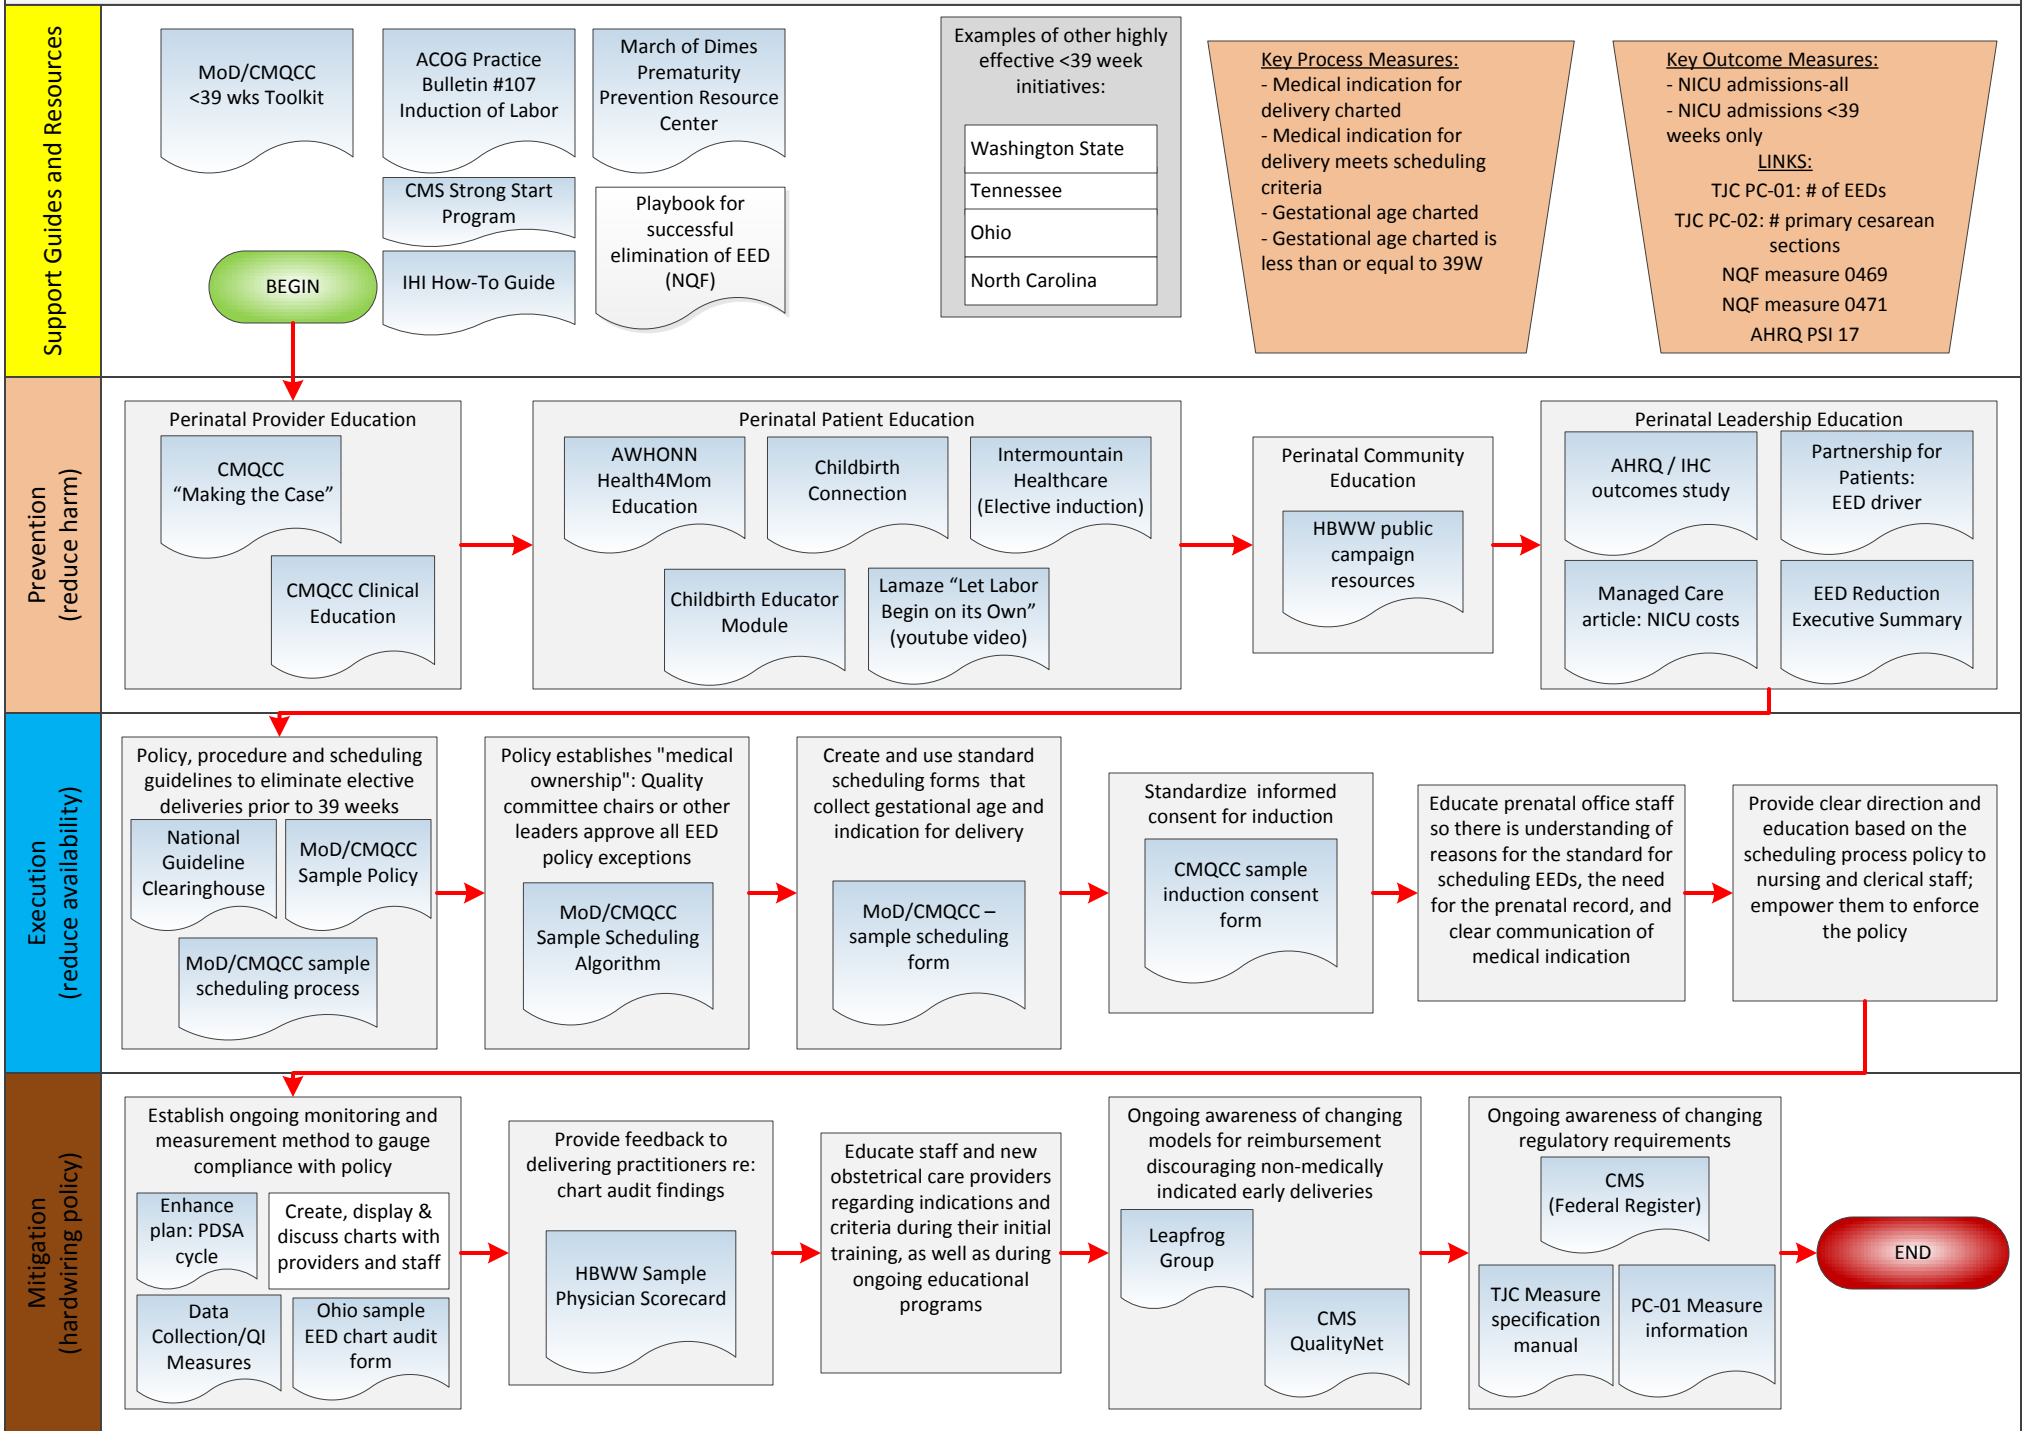 Support Guides and Resources
MoD/CMQCC
<39 wks Toolkit
ACOG Practice
Bulletin #107
Induction of Labor
March of Dimes
Prematurity
Prevention Resource
Center
CMS Strong Start
Program
Playbook for
successful
elimination of EED
(NQF)
BEGIN
IHI How-To Guide
Examples of other highly
effective <39 week
initiatives:
Washington State
Tennessee
Ohio
North Carolina
Key Process Measures:
- Medical indication for
delivery charted
- Medical indication for
delivery meets scheduling
criteria
- Gestational age charted
- Gestational age charted is
less than or equal to 39W
Key Outcome Measures:
- NICU admissions-all
- NICU admissions <39
weeks only
LINKS:
TJC PC-01: # of EEDs
TJC PC-02: # primary cesarean
sections
NQF measure 0469
NQF measure 0471
AHRQ PSI 17
Prevention
(reduce harm)
Perinatal Provider Education
CMQCC
“Making the Case”
CMQCC Clinical
Education
Perinatal Patient Education
AWHONN
Health4Mom
Education
Childbirth
Connection
Intermountain
Healthcare
(Elective induction)
Childbirth Educator
Module
Lamaze “Let Labor
Begin on its Own”
(youtube video)
Perinatal Community
Education
HBWW public
campaign
resources
Perinatal Leadership Education
AHRQ / IHC
outcomes study
Partnership for
Patients:
EED driver
Managed Care
article: NICU costs
EED Reduction
Executive Summary
Execution
(reduce availability)
Policy, procedure and scheduling
guidelines to eliminate elective
deliveries prior to 39 weeks
National
Guideline
Clearinghouse
MoD/CMQCC
Sample Policy
MoD/CMQCC sample
scheduling process
Policy establishes "medical
ownership": Quality
committee chairs or other
leaders approve all EED
policy exceptions
MoD/CMQCC
Sample Scheduling
Algorithm
Create and use standard
scheduling forms  that
collect gestational age and
indication for delivery
MoD/CMQCC –
sample scheduling
form
Standardize  informed
consent for induction
CMQCC sample
induction consent
form
Educate prenatal office staff
so there is understanding of
reasons for the standard for
scheduling EEDs, the need
for the prenatal record, and
clear communication of
medical indication
Provide clear direction and
education based on the
scheduling process policy to
nursing and clerical staff;
empower them to enforce
the policy
Mitigation
(hardwiring policy)
Establish ongoing monitoring and
measurement method to gauge
compliance with policy
Enhance
plan: PDSA
cycle
Create, display &
discuss charts with
providers and staff
Data
Collection/QI
Measures
Ohio sample
EED chart audit
form
Provide feedback to
delivering practitioners re:
chart audit findings
HBWW Sample
Physician Scorecard
Educate staff and new
obstetrical care providers
regarding indications and
criteria during their initial
training, as well as during
ongoing educational
programs
Ongoing awareness of changing
models for reimbursement
discouraging non-medically
indicated early deliveries
Leapfrog
Group
CMS
QualityNet
Ongoing awareness of changing
regulatory requirements
CMS
(Federal Register)
TJC Measure
specification
manual
PC-01 Measure
information
END